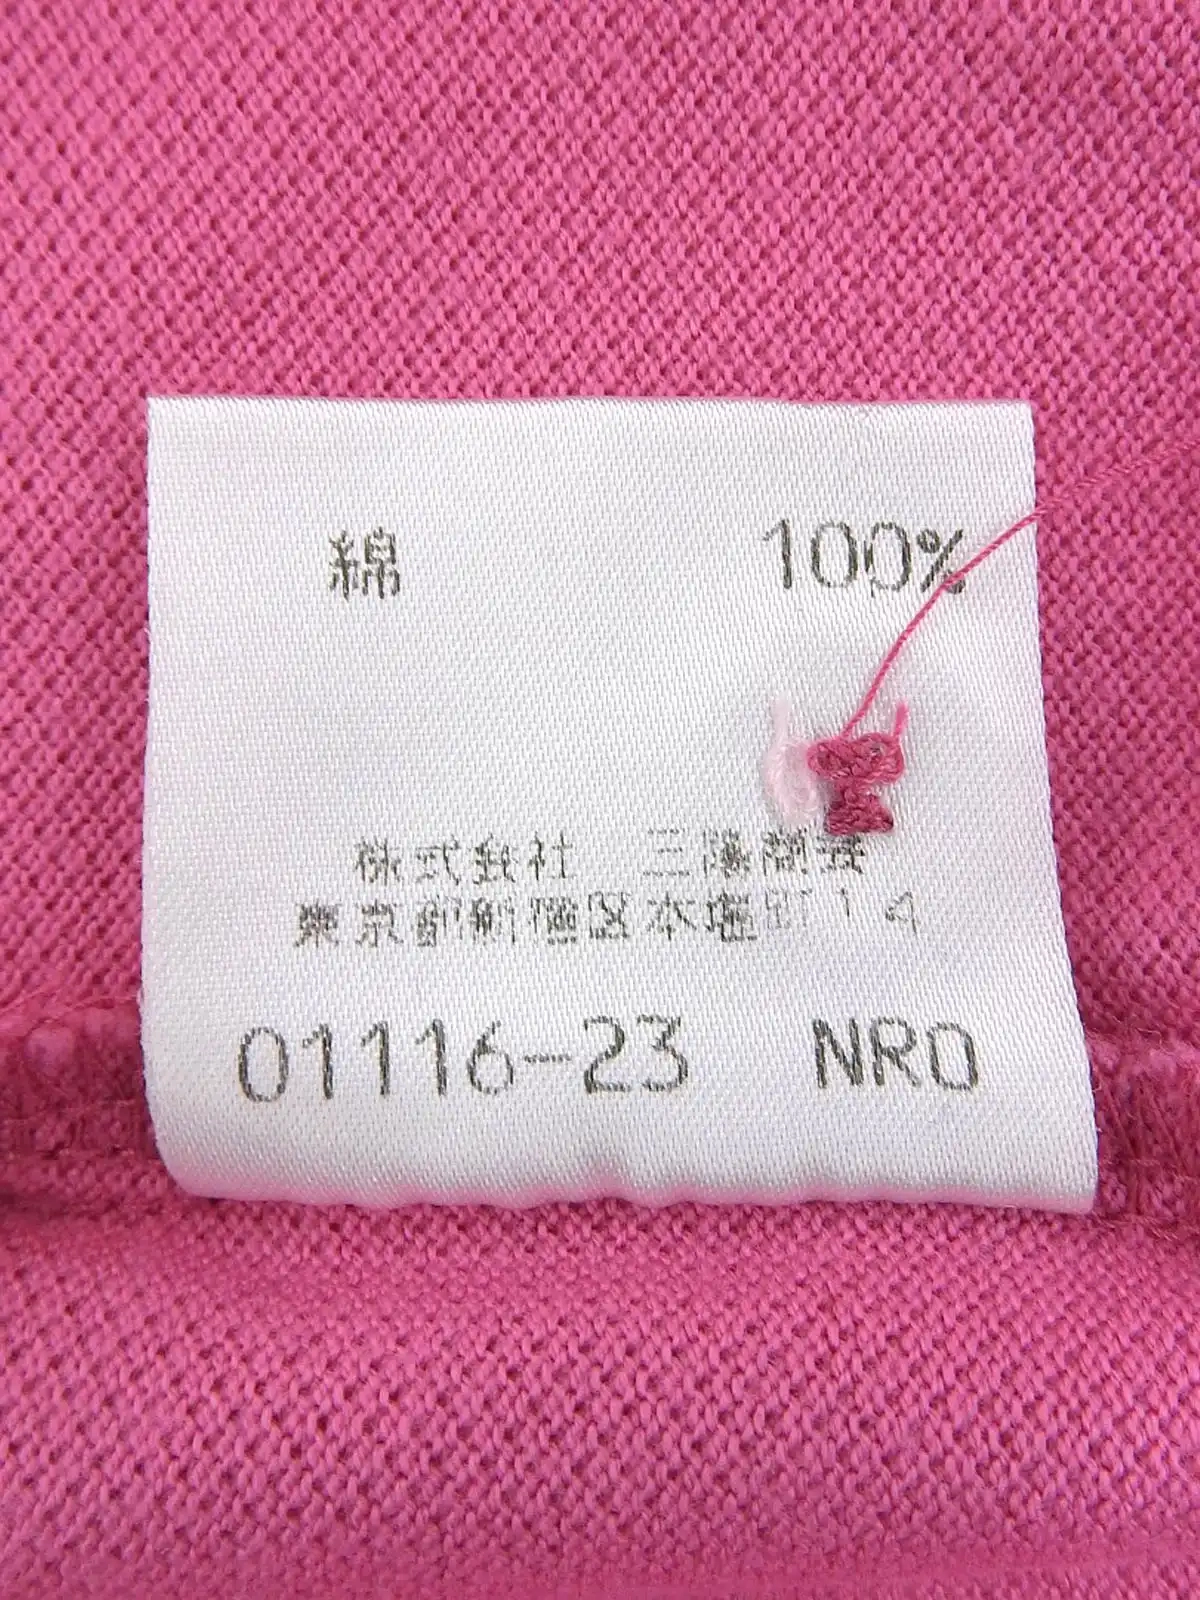 綿 100%
株式会社 三陽商会
東京都新宿区本塩町14
01116-23 NRO